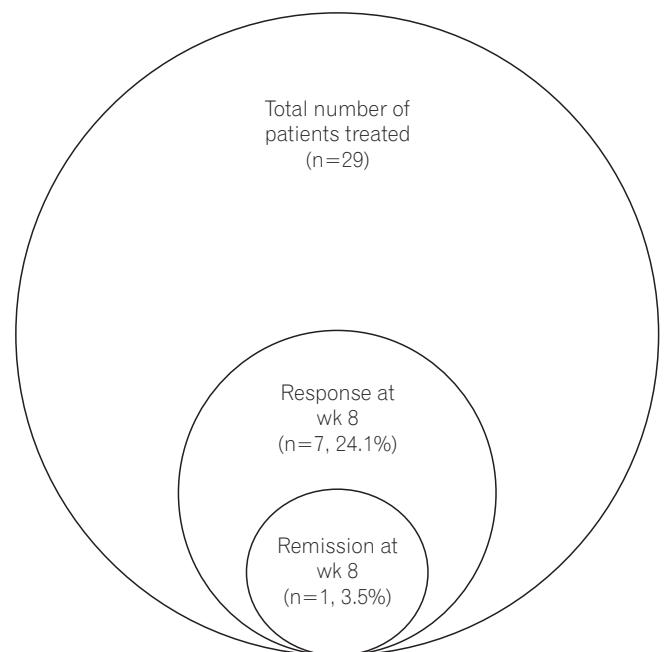 Total number of
patients treated
(n=29)
Response at
wk 8
(n=7, 24.1%)
Remission at
wk 8
(n=1, 3.5%)